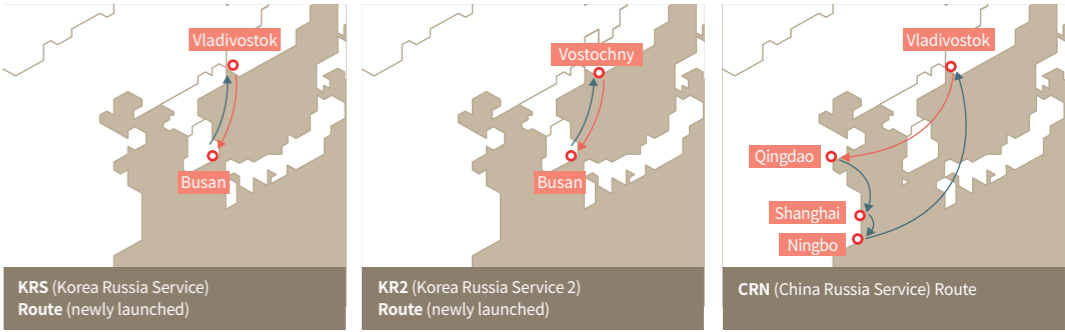 Vladivostok
Busan
KRS (Korea Russia Service)
Route (newly launched)
Vostochny
Busan
KR2 (Korea Russia Service 2)
Route (newly launched)
Vladivostok
Qingdao
Shanghai
Ningbo
CRN (China Russia Service) Route